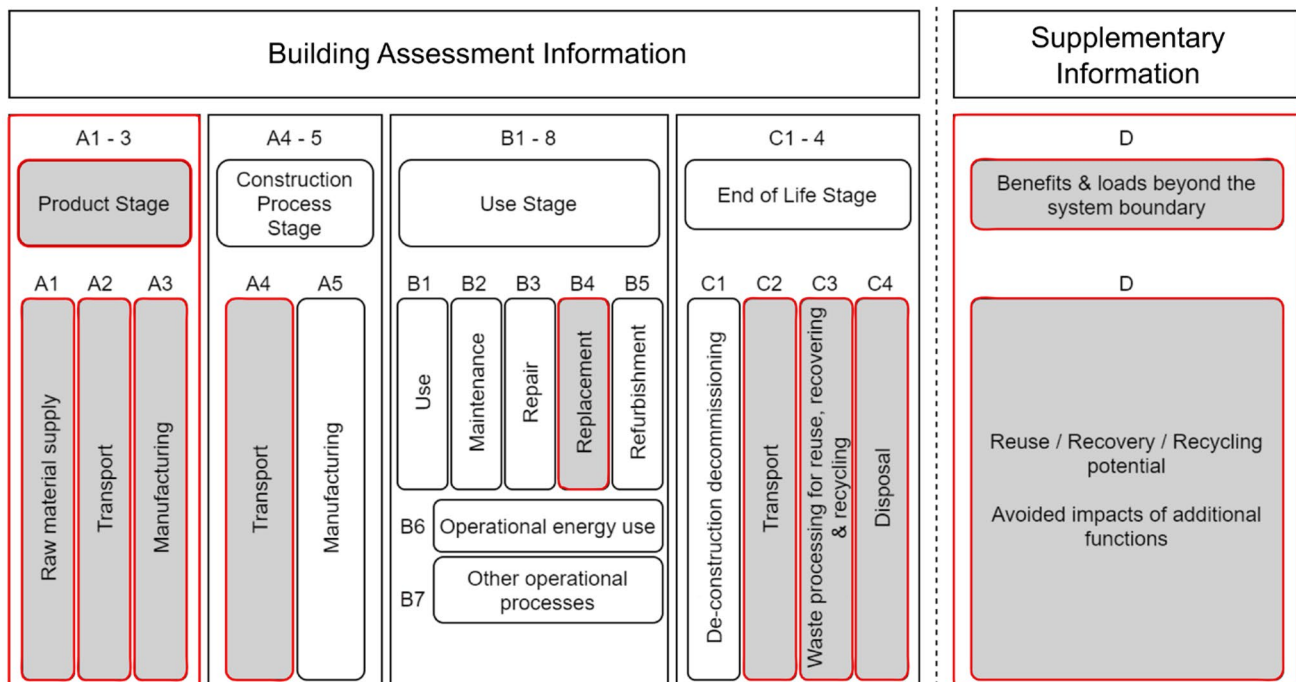 Building Assessment Information
Supplementary
Information
A1 - 3
Product Stage
A1
A2
A3
Raw material supply
Transport
Manufacturing
A4 - 5
Construction
Process
Stage
A4
A5
Transport
Manufacturing
B1 - 8
Use Stage
B1
B2
B3
B4
B5
Use
Maintenance
Repair
Replacement
Refurbishment
B6
Operational energy use
B7
Other operational
processes
C1 - 4
End of Life Stage
C1
C2
C3
C4
De-construction decommissioning
Transport
Waste processing for reuse, recovering
& recycling
Disposal
D
Benefits & loads beyond the
system boundary
D
Reuse / Recovery / Recycling
potential
Avoided impacts of additional
functions